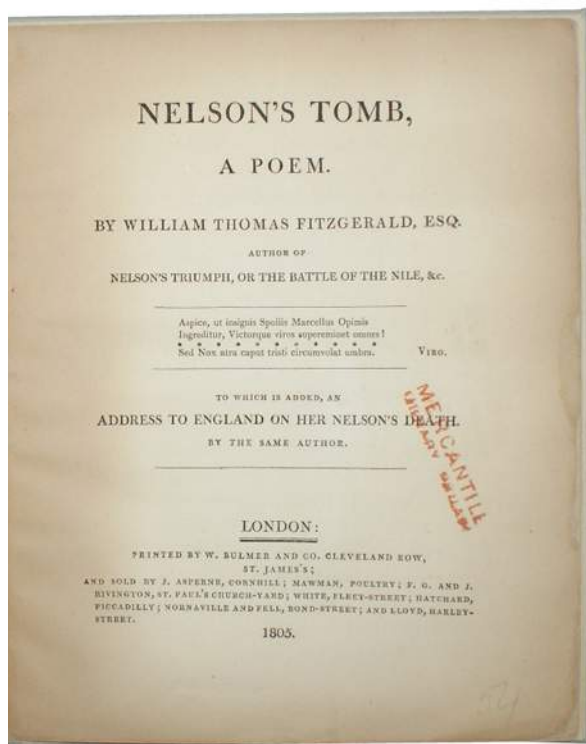 NELSON'S TOMB,
A POEM.
BY WILLIAM THOMAS FITZGERALD, ESQ.
AUTHOR OF
NELSON'S TRIUMPH, OR THE BATTLE OF THE NILE, &c.
Aspice, ut insignis Spoliis Marcellus Opimis
Ingreditur, Victorque viros supereminet omnes!
* * * * * * * * * *
Sed Nox atra caput tristi circumvolat umbra. VIRG.
TO WHICH IS ADDED, AN
ADDRESS TO ENGLAND ON HER NELSON'S DEATH.
BY THE SAME AUTHOR.
MERCANTILE
LIBRARY
LONDON:
PRINTED BY W. BULMER AND CO. CLEVELAND ROW,
ST. JAMES'S;
AND SOLD BY J. ASPERNE, CORNHILL; MAWMAN, POULTRY; F. C. AND J.
RIVINGTON, ST. PAUL'S CHURCH-YARD; WHITE, FLEET-STREET; HATCHARD,
PICCADILLY; NORNAVILLE AND FELL, BOND-STREET; AND LLOYD, HARLEY-
STREET.
1805.